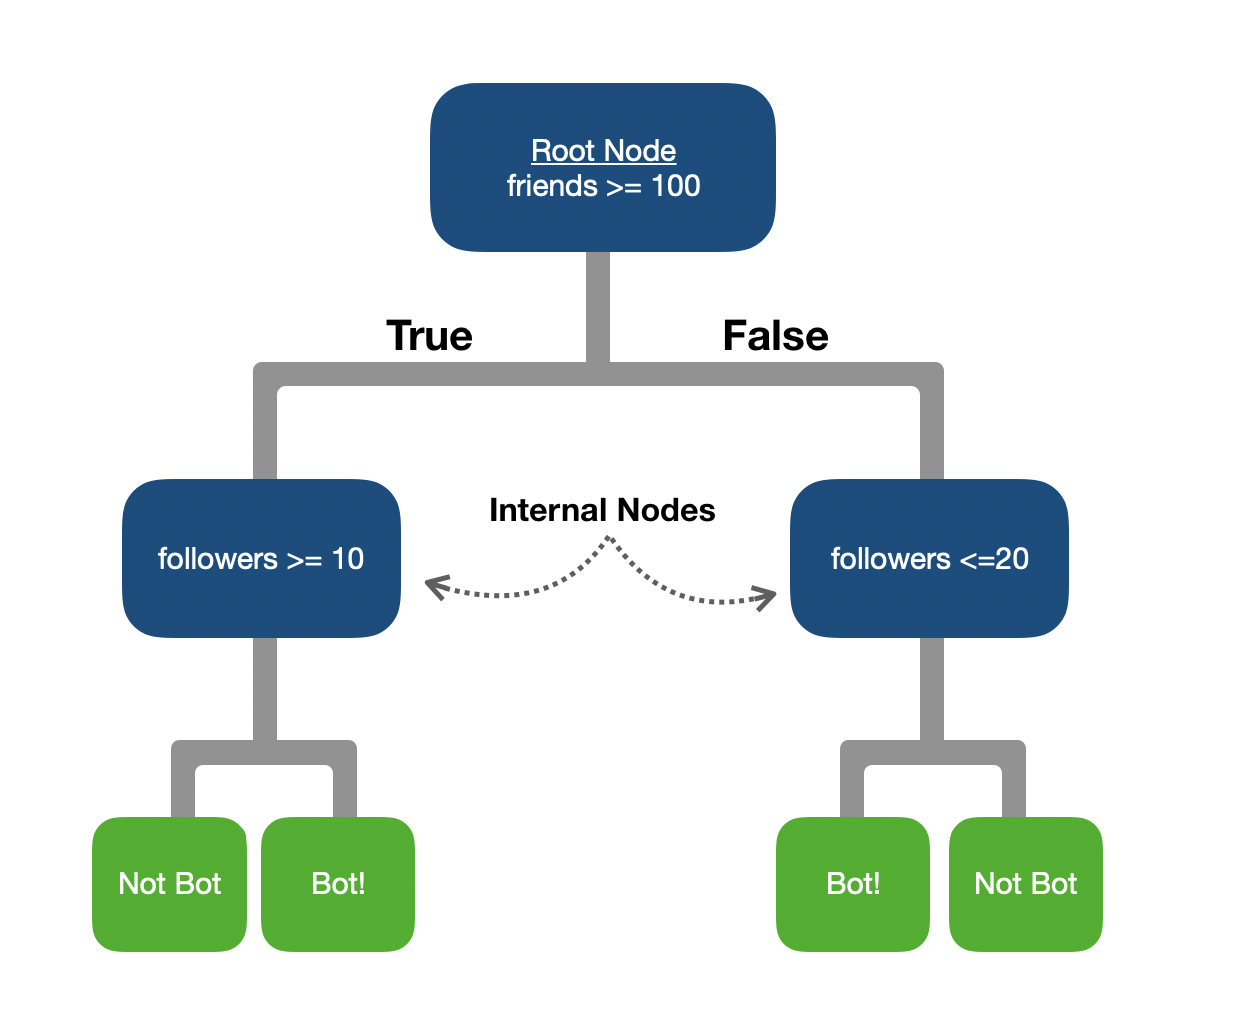 Root Node
friends >= 100
True
False
Internal Nodes
followers >= 10
followers <=20
Not Bot
Bot!
Bot!
Not Bot